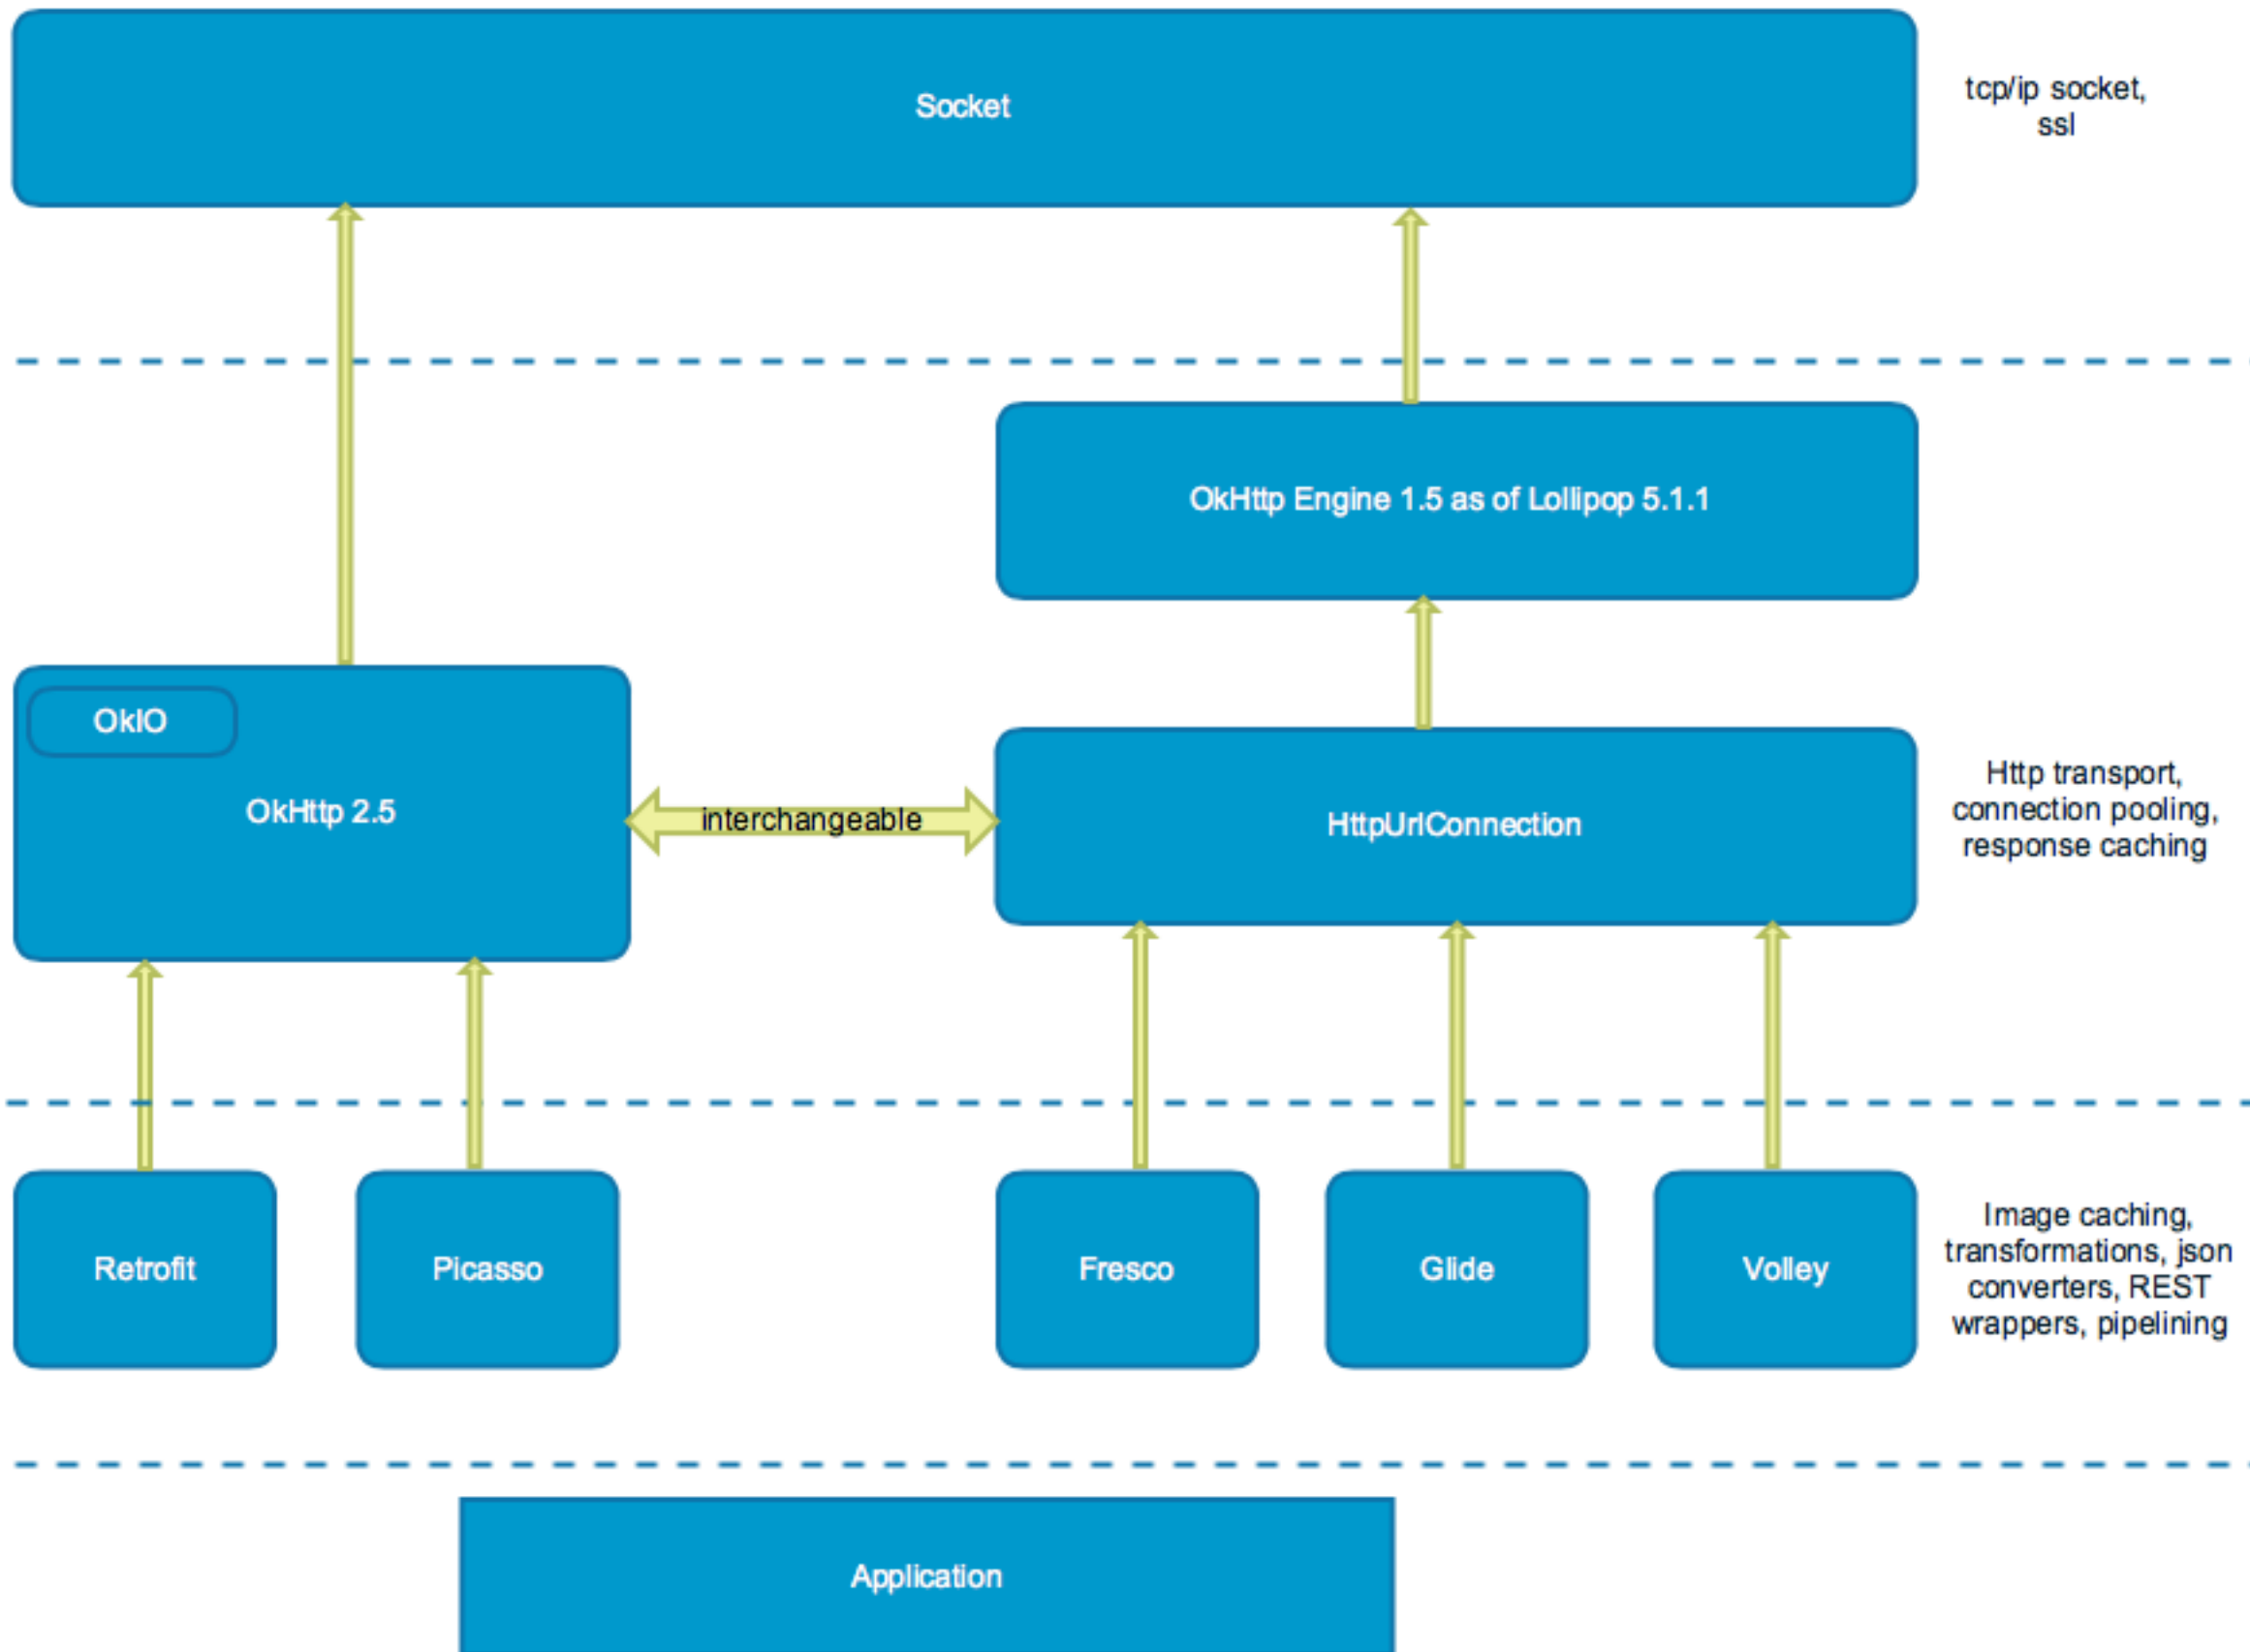 Socket
tcp/ip socket,
ssl
OkHttp Engine 1.5 as of Lollipop 5.1.1
OkIO
OkHttp 2.5
interchangeable
HttpUrlConnection
Http transport,
connection pooling,
response caching
Retrofit
Picasso
Fresco
Glide
Volley
Image caching,
transformations, json
converters, REST
wrappers, pipelining
Application